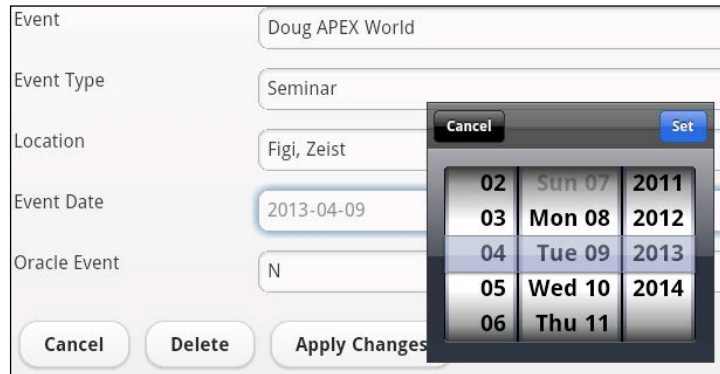 Event
Doug APEX World
Event Type
Seminar
Location
Figi, Zeist
Event Date
2013-04-09
Oracle Event
N
Cancel Delete Apply Changes
Cancel Set
02 Sun 07 2011
03 Mon 08 2012
04 Tue 09 2013
05 Wed 10 2014
06 Thu 11